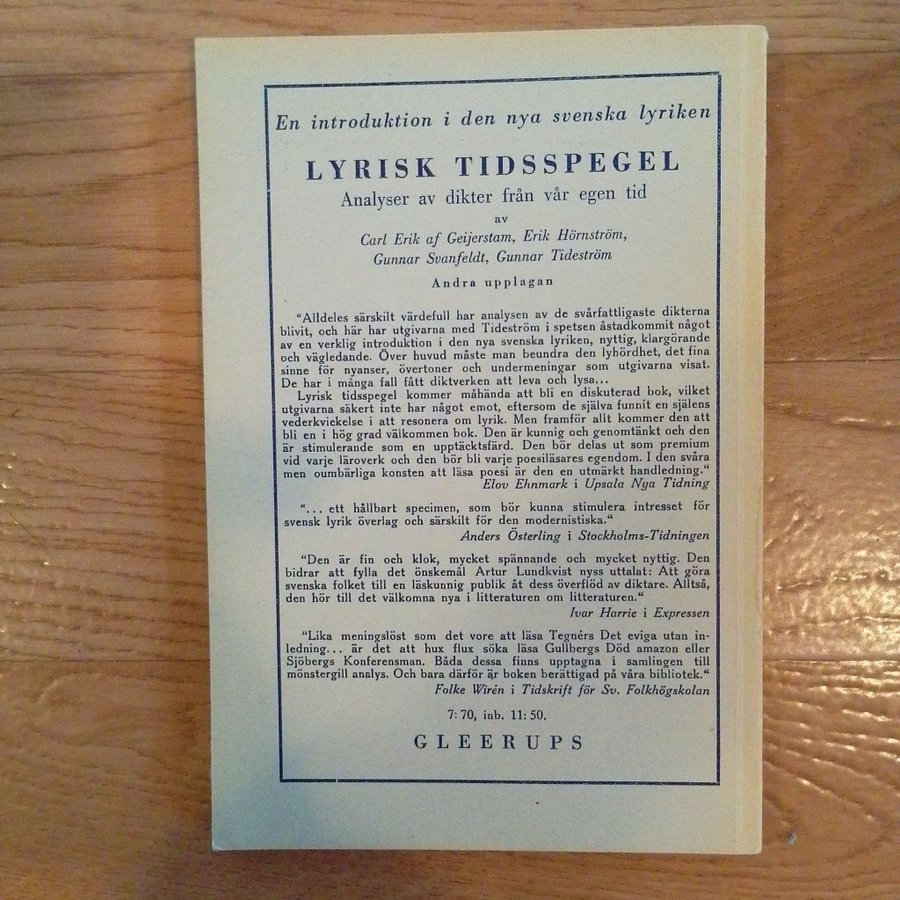 En introduktion i den nya svenska lyriken
LYRISK TIDSSPEGEL
Analyser av dikter från vår egen tid
av
Carl Erik af Geijerstam, Erik Hörnström,
Gunnar Svanfeldt, Gunnar Tideström
Andra upplagan
“Alldeles särskilt värdefull har analysen av de svårfattligaste dikterna
blivit, och här har utgivarna med Tideström i spetsen åstadkommit något
av en verklig introduktion i den nya svenska lyriken, nyttig, klargörande
och vägledande. Över huvud måste man beundra den lyhördhet, det fina
sinne för nyanser, övertoner och undermeningar som utgivarna visat.
De har i många fall fått diktverken att leva och lysa...
Lyrisk tidsspegel kommer måhända att bli en diskuterad bok, vilket
utgivarna säkert inte har något emot, eftersom de själva funnit en själens
vederkvickelse i att resonera om lyrik. Men framför allt kommer den att
bli en i hög grad välkommen bok. Den är kunnig och genomtänkt och den
är stimulerande som en upptäcktsfärd. Den bör delas ut som premium
vid varje läroverk och den bör bli varje poesiläsares egendom. I den svåra
men oumbärliga konsten att läsa poesi är den en utmärkt handledning.“
Elov Ehnmark i Upsala Nya Tidning
“... ett hållbart specimen, som bör kunna stimulera intresset för
svensk lyrik överlag och särskilt för den modernistiska.“
Anders Österling i Stockholms-Tidningen
“Den är fin och klok, mycket spännande och mycket nyttig. Den
bidrar att fylla det önskemål Artur Lundkvist nyss uttalat: Att göra
svenska folket till en läskunnig publik åt dess överflöd av diktare. Alltså,
den hör till det välkomna nya i litteraturen om litteraturen.“
Ivar Harrie i Expressen
“Lika meningslöst som det vore att läsa Tegnérs Det eviga utan in-
ledning... är det att hux flux söka läsa Gullbergs Död amazon eller
Sjöbergs Konferensman. Båda dessa finns upptagna i samlingen till
mönstergill analys. Och bara därför är boken berättigad på våra bibliotek.“
Folke Wirén i Tidskrift för Sv. Folkhögskolan
7:70, inb. 11:50.
GLEERUPS